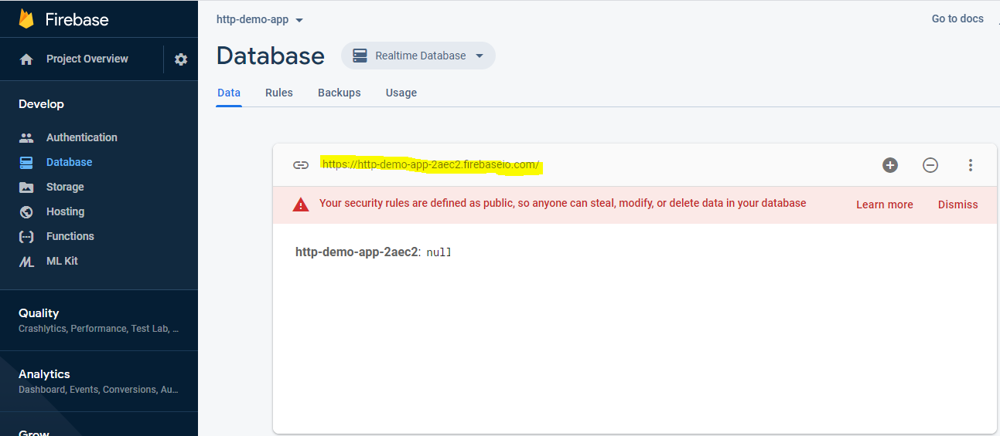 Firebase
http-demo-app
Go to docs
Project Overview
Database
Realtime Database
Data Rules Backups Usage
Develop
Authentication
Database
Storage
Hosting
Functions
ML Kit
Quality
Crashlytics, Performance, Test Lab, ...
Analytics
Dashboard, Events, Conversions, Au...
Grow
https://http-demo-app-2aec2.firebaseio.com/
Your security rules are defined as public, so anyone can steal, modify, or delete data in your database
Learn more Dismiss
http-demo-app-2aec2: null